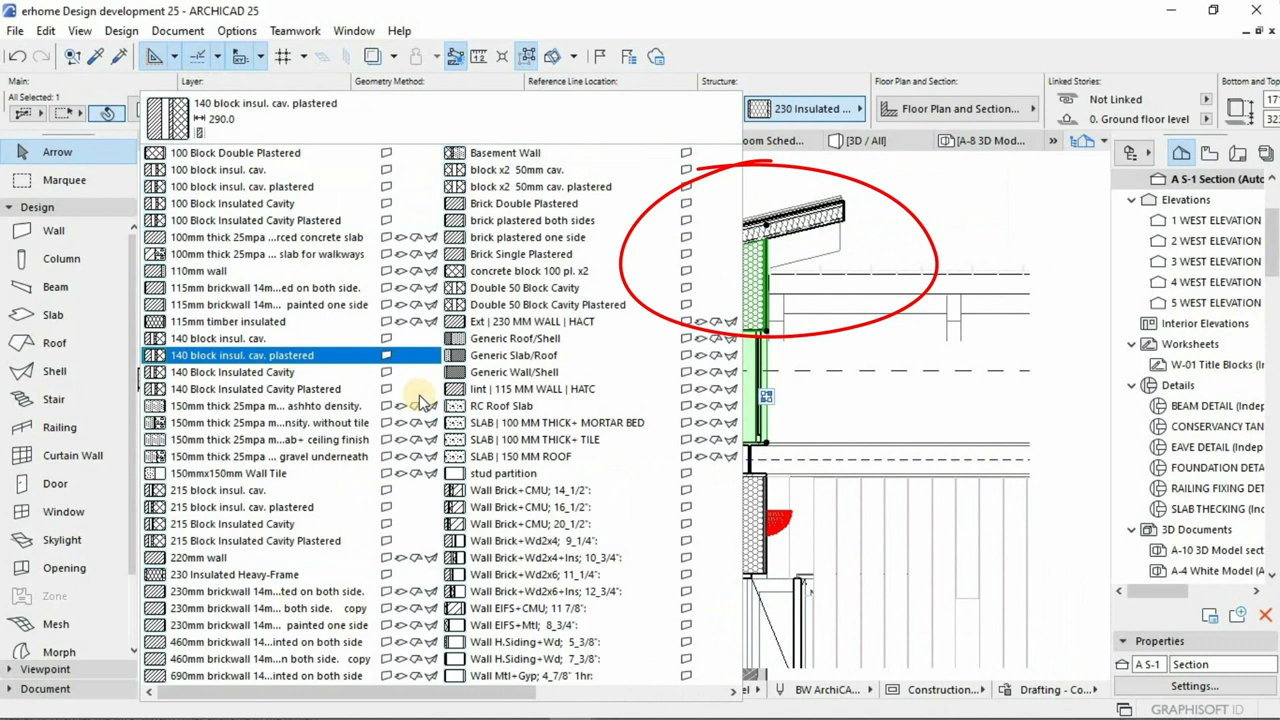 erhome Design development 25 - ARCHICAD 25
File Edit View Design Document Options Teamwork Window Help
Main: Layer: Geometry Method: Reference Line Location: Structure: Floor Plan and Section: Linked Stories: Bottom and Top
All Selected: 1
140 block insul. cav. plastered
290.0
230 Insulated ...
Floor Plan and Section...
Not Linked
0. Ground floor level
oom Sched...
[3D / All]
[A-8 3D Mod...
Arrow
Marquee
Design
Wall
Column
Beam
Slab
Roof
Shell
Stair
Railing
Curtain Wall
Door
Window
Skylight
Opening
Zone
Mesh
Morph
Viewpoint
Document
100 Block Double Plastered
100 block insul. cav.
100 block insul. cav. plastered
100 Block Insulated Cavity
100 Block Insulated Cavity Plastered
100mm thick 25mpa ...rced concrete slab
100mm thick 25mpa ... slab for walkways
110mm wall
115mm brickwall 14m...ed on both side.
115mm brickwall 14m... painted one side
115mm timber insulated
140 block insul. cav.
140 block insul. cav. plastered
140 Block Insulated Cavity
140 Block Insulated Cavity Plastered
150mm thick 25mpa m... ashhto density.
150mm thick 25mpa m...nsity. without tile
150mm thick 25mpa m...ab+ ceiling finish
150mm thick 25mpa m... gravel underneath
150mmx150mm Wall Tile
215 block insul. cav.
215 block insul. cav. plastered
215 Block Insulated Cavity
215 Block Insulated Cavity Plastered
220mm wall
230 Insulated Heavy-Frame
230mm brickwall 14m...ted on both side.
230mm brickwall 14m... both side. copy
230mm brickwall 14m... painted one side
460mm brickwall 14m...inted on both side
460mm brickwall 14m...n both side. copy
690mm brickwall 14...inted on both side
Basement Wall
block x2 50mm cav.
block x2 50mm cav. plastered
Brick Double Plastered
brick plastered both sides
brick plastered one side
Brick Single Plastered
concrete block 100 pl. x2
Double 50 Block Cavity
Double 50 Block Cavity Plastered
Ext | 230 MM WALL | HACT
Generic Roof/Shell
Generic Slab/Roof
Generic Wall/Shell
Iint | 115 MM WALL | HATC
RC Roof Slab
SLAB | 100 MM THICK+ MORTAR BED
SLAB | 100 MM THICK+ TILE
SLAB | 150 MM ROOF
stud partition
Wall Brick+CMU; 14_1/2":
Wall Brick+CMU; 16_1/2":
Wall Brick+CMU; 20_1/2":
Wall Brick+Wd2x4; 9_1/4":
Wall Brick+Wd2x4+Ins; 10_3/4":
Wall Brick+Wd2x6; 11_1/4":
Wall Brick+Wd2x6+Ins; 12_3/4":
Wall EIFS+CMU; 11 7/8":
Wall EIFS+Mtl; 8_3/4":
Wall H.Siding+Wd; 5_3/8":
Wall H.Siding+Wd; 7_3/8":
Wall Mtl+Gyp; 4_7/8" 1hr:
A S-1 Section (Auto
Elevations
1 WEST ELEVATION
2 WEST ELEVATION
3 WEST ELEVATION
4 WEST ELEVATION
5 WEST ELEVATION
Interior Elevations
Worksheets
W-01 Title Blocks (Ind
Details
BEAM DETAIL (Indep
CONSERVATORY TAN
EAVE DETAIL (Indep
FOUNDATION DETA
RAILING FIXING DET
SLAB THECKING (In
3D Documents
A-10 3D Model sect
A-4 White Model (
Properties
A S-1
Section
Settings...
BW ArchiCA...
Construction...
Drafting - Co...
GRAPHISOFT ID